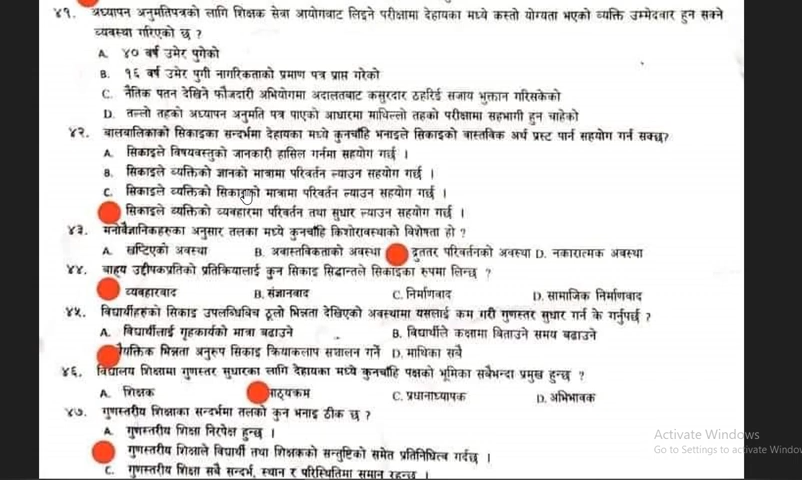 ४१. अध्यापन अनुमतिपत्रको लागि शिक्षक सेवा आयोगबाट लिइने परीक्षामा देहायका मध्ये कस्तो योग्यता भएको व्यक्ति उम्मेदवार हुन सक्ने
व्यवस्था गरिएको छ ?
A. ४० बर्ष उमेर पुगेको
B. १६ बर्ष उमेर पुगी नागरिकताको प्रमाण पत्र प्राप्त गरेको
C. नैतिक पतन देखिने फौजदारी अभियोगमा अदालतबाट कसुरदार ठहरिई सजाय भुक्तान गरिसकेको
D. तल्लो तहको अध्यापन अनुमति पत्र पाएको आधारमा माथिल्लो तहको परीक्षामा सहभागी हुन चाहेको
४२. बालबालिकाको सिकाइका सन्दर्भमा देहायका मध्ये कुनचाँहि भनाइले सिकाइको बास्तबिक अर्थ प्रस्ट पार्न सहयोग गर्न सक्छ?
A. सिकाइले विषयवस्तुको जानकारी हासिल गर्नमा सहयोग गर्छ ।
B. सिकाइले व्यक्तिको ज्ञानको मात्रामा परिवर्तन ल्याउन सहयोग गर्छ ।
C. सिकाइले व्यक्तिको सिकाइको मात्रामा परिवर्तन ल्याउन सहयोग गर्छ ।
सिकाइले व्यक्तिको व्यवहारमा परिवर्तन तथा सुधार ल्याउन सहयोग गर्छ ।
४३. मनोवैज्ञानिकहरुका अनुसार तलका मध्ये कुनचाँहि किशोरावस्थाको विशेषता हो ?
A. खप्टिएको अवस्था B. अबास्तविकताको अबस्था द्रुततर परिवर्तनको अवस्था D. नकारात्मक अबस्था
४४. बाह्य उद्दीपकप्रतिको प्रतिक्रियालाई कुन सिकाइ सिद्धान्तले सिकाइका रुपमा लिन्छ ?
व्यबहारवाद B. संज्ञानवाद C. निर्माणवाद D. सामाजिक निर्माणवाद
४५. विद्यार्थीहरुको सिकाइ उपलब्धिबिच ठूलो भिन्नता देखिएको अवस्थामा यसलाई कम गरी गुणस्तर सुधार गर्न के गर्नुपर्छ ?
A. बिद्यार्थीलाई गृहकार्यको मात्रा बढाउने B. बिद्यार्थीले कक्षामा बिताउने समय बढाउने
वैयक्तिक भिन्नता अनुरुप सिकाइ क्रियाकलाप सञ्चालन गर्ने D. माथिका सबै
४६. विद्यालय शिक्षामा गुणस्तर सुधारका लागि देहायका मध्ये कुनचाँहि पक्षको भूमिका सबैभन्दा प्रमुख हुन्छ ?
A. शिक्षक पाठ्यक्रम C. प्रधानाध्यापक D. अभिभावक
४७. गुणस्तरीय शिक्षाका सन्दर्भमा तलको कुन भनाइ ठीक छ ?
A. गुणस्तरीय शिक्षा निरपेक्ष हुन्छ ।
गुणस्तरीय शिक्षाले विद्यार्थी तथा शिक्षकको सन्तुष्टिको समेत प्रतिनिधित्व गर्दछ ।
C. गुणस्तरीय शिक्षा सबै सन्दर्भ, स्थान र परिस्थितिमा समान रहन्छ ।
Activate Windows
Go to Settings to activate Windo